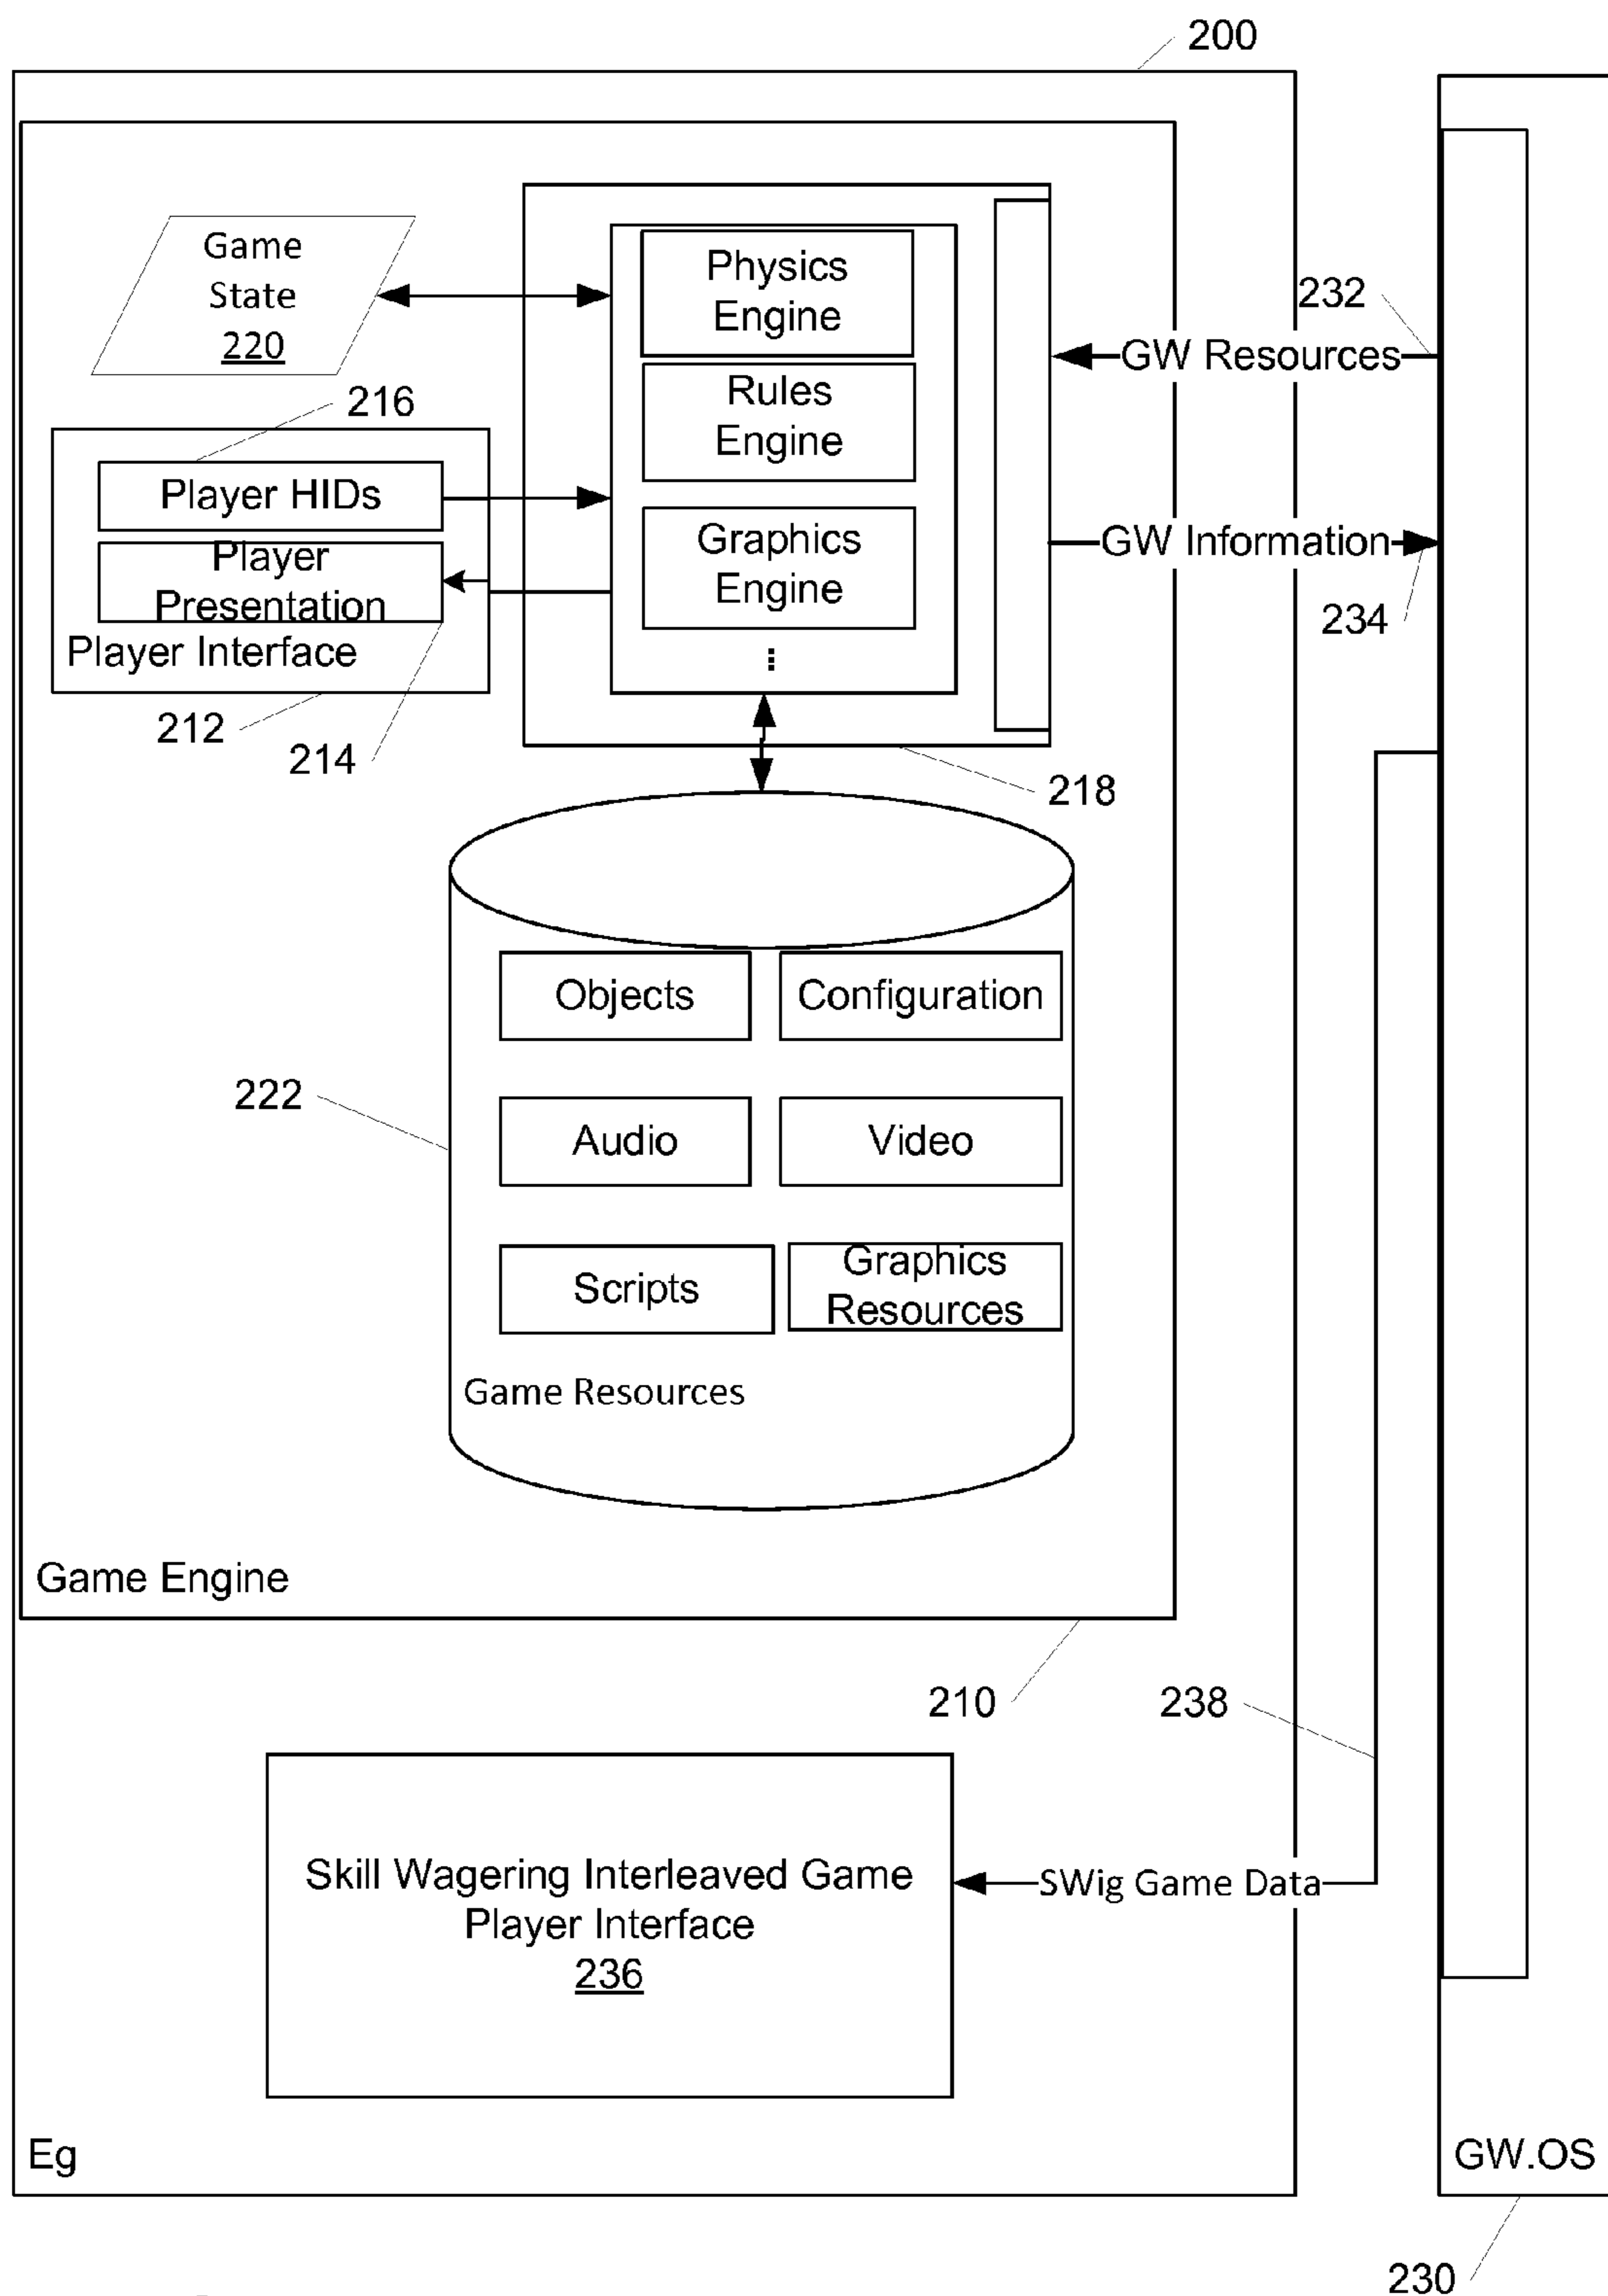 200
Game
State
220
Physics
Engine
232
GW Resources
Rules
Engine
216
Player HIDs
Graphics
Engine
GW Information
Player
Presentation
234
Player Interface
⋮
212
214
218
Objects
Configuration
222
Audio
Video
Scripts
Graphics
Resources
Game Resources
Game Engine
210
238
Skill Wagering Interleaved Game
Player Interface
236
SWig Game Data
Eg
GW.OS
230